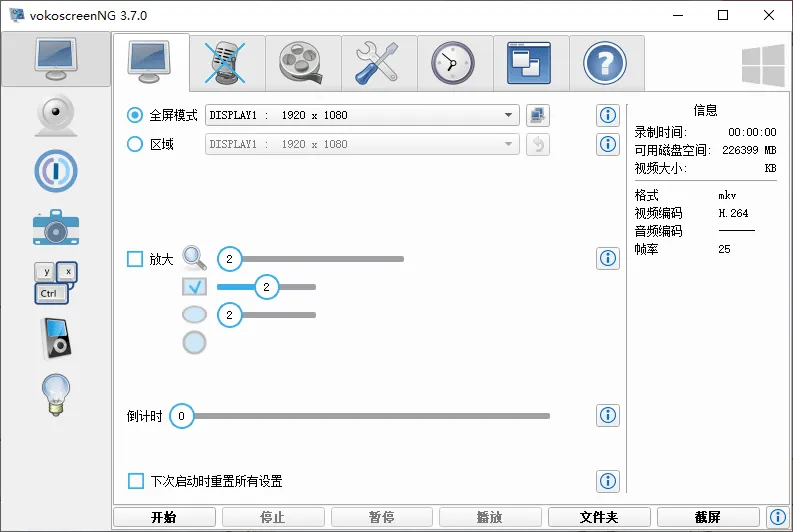 vokoscreenNG 3.7.0
全屏模式 DISPLAY1 : 1920 x 1080
区域 DISPLAY1 : 1920 x 1080
放大 2
2
2
倒计时 0
下次启动时重置所有设置
信息
录制时间: 00:00:00
可用磁盘空间: 226399 MB
视频大小: KB
格式 mkv
视频编码 H.264
音频编码 ———
帧率 25
y x
Ctrl
开始 停止 暂停 播放 文件夹 截屏